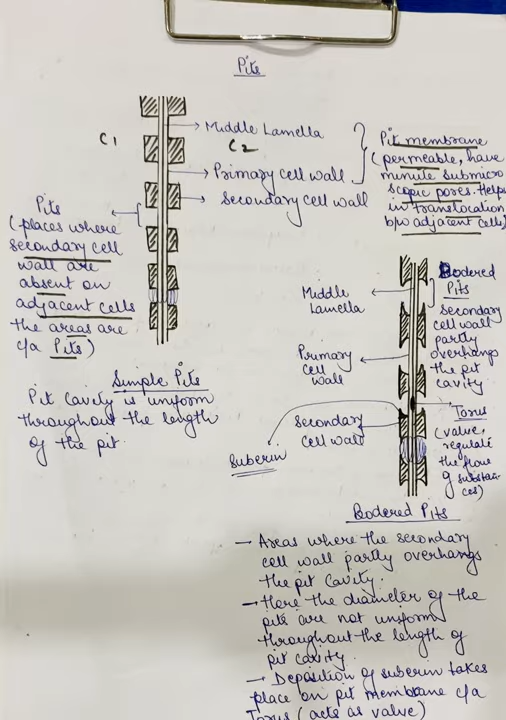 Pits
C1
C2
Middle Lamella
Primary cell wall
Secondary cell wall
Pit membrane
(permeable, have
minute submicro
scopic pores. Helps
in translocation
b/w adjacent cells)
Pits
(places where
secondary cell
wall are
absent on
adjacent cells
the areas are
c/a Pits)
Simple Pits
Pit cavity is uniform
throughout the length
of the pit.
Middle
Lamella
Primary
cell
wall
Secondary
cell wall
Suberin
Bodered
Pits
Secondary
cell wall
partly
overhangs
the pit
cavity
Torus
(valve,
regulate
the flow
of substan-
ces)
Bodered Pits
→ Areas where the secondary
cell wall partly overhangs
the pit cavity.
→ Here the diameter of the
pits are not uniform
throughout the length of
pit cavity.
→ Deposition of suberin takes
place on pit membrane c/a
Torus (acts as valve)